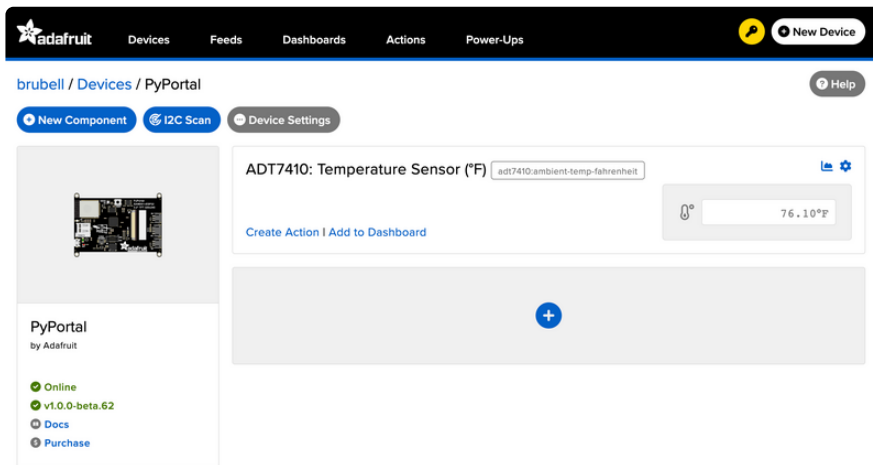 adafruit Devices Feeds Dashboards Actions Power-Ups New Device
brubell / Devices / PyPortal Help
New Component I2C Scan Device Settings
ADT7410: Temperature Sensor (°F) adt7410:ambient-temp-fahrenheit
76.10°F
Create Action | Add to Dashboard
PyPortal
by Adafruit
Online
v1.0.0-beta.62
Docs
Purchase